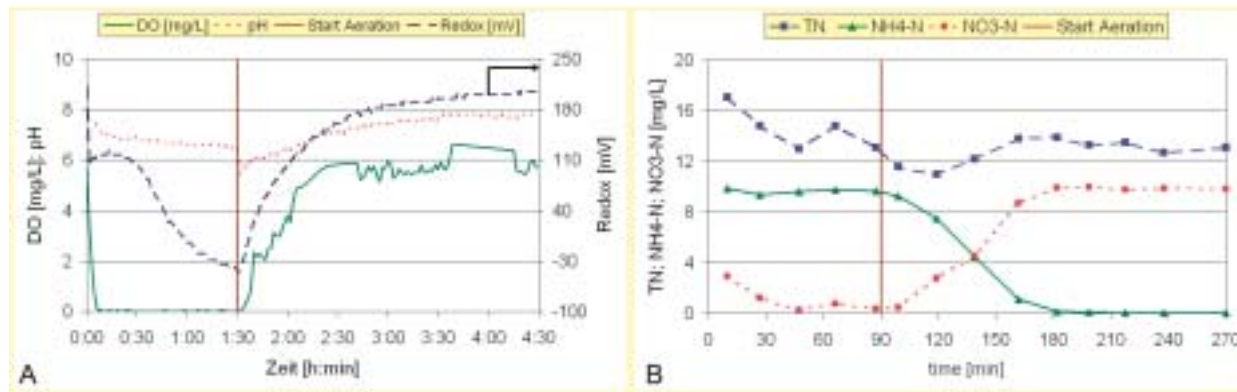 DO [mg/L] pH Start Aeration Redox [mV]
10 8 6 4 2 0
DO [mg/L]; pH
250 180 110 40 -30 -100
Redox [mV]
0:00 0:30 1:00 1:30 2:00 2:30 3:00 3:30 4:00 4:30
Zeit [h:min]
A
TN NH4-N NO3-N Start Aeration
20 16 12 8 4 0
TN; NH4-N; NO3-N [mg/L]
0 30 60 90 120 150 180 210 240 270
time [min]
B